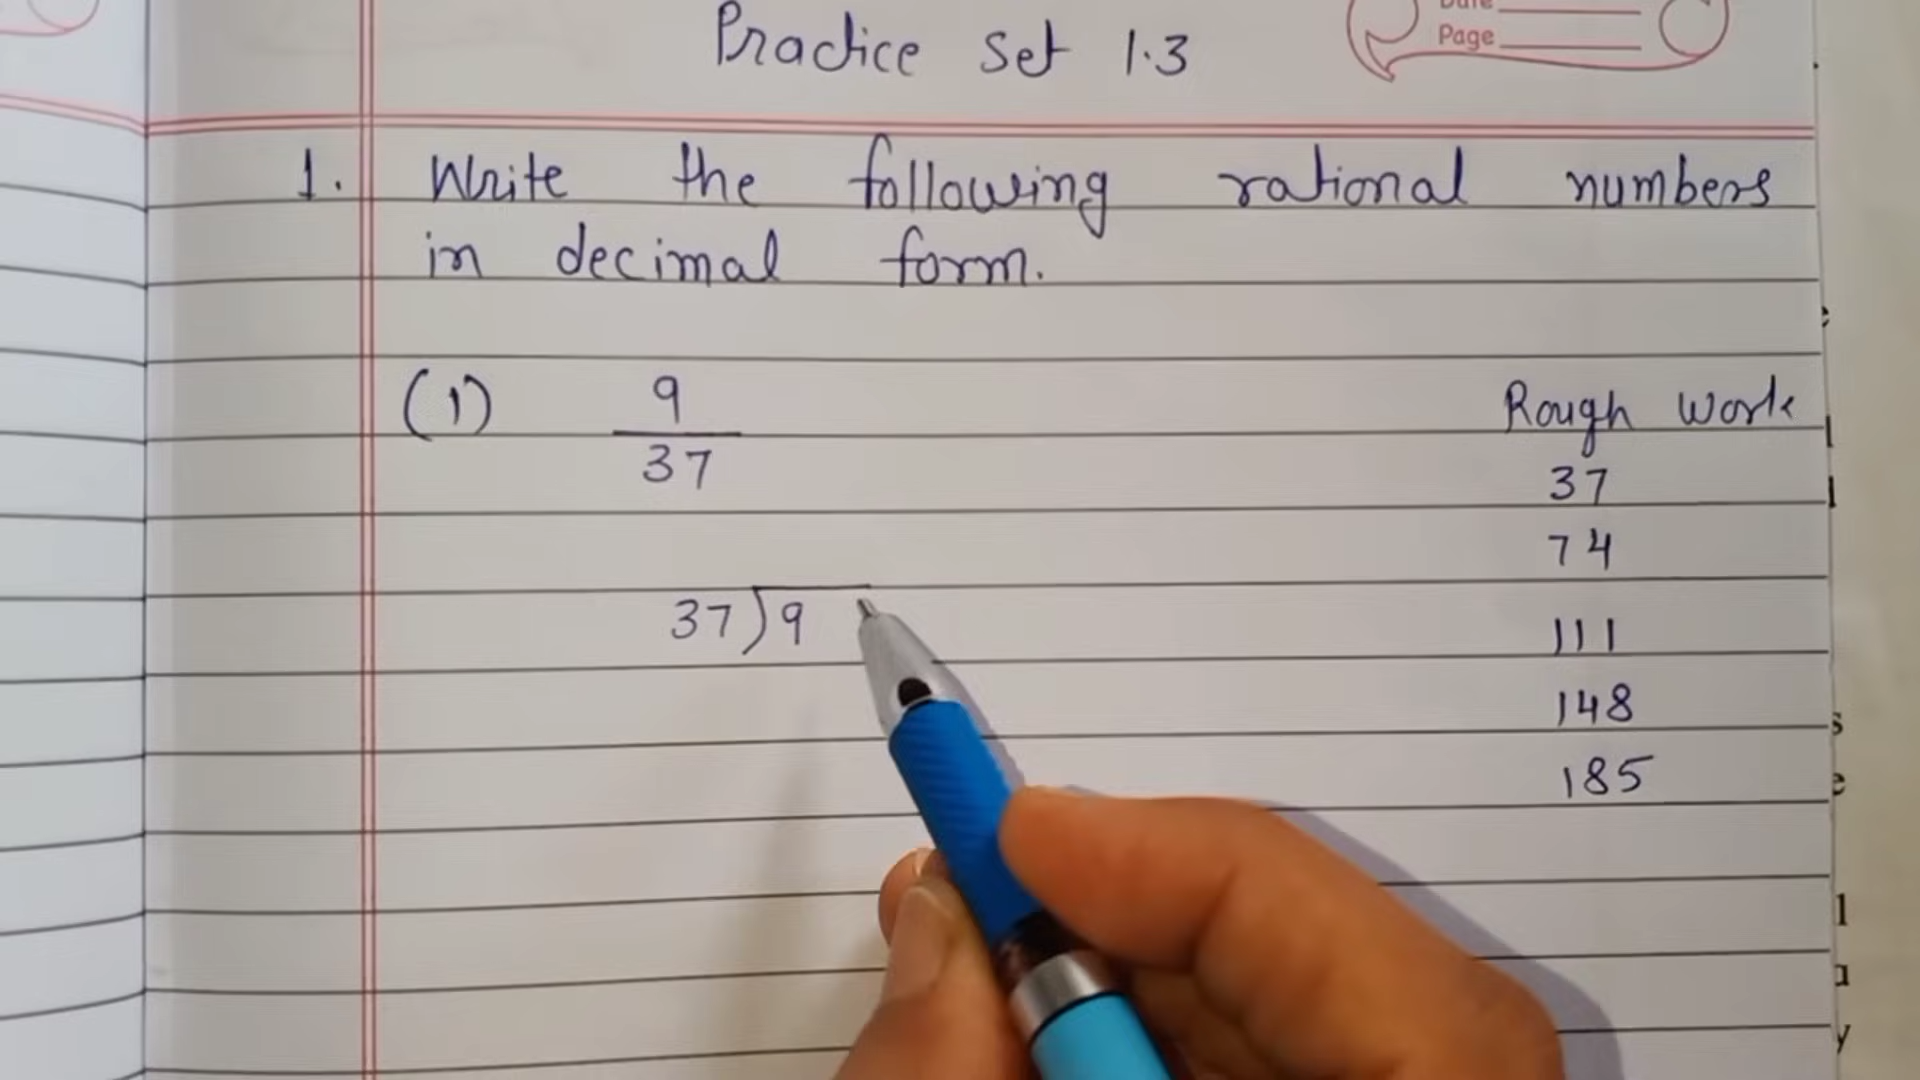 Date
Page
Practice Set 1.3
1. Write the following rational numbers
in decimal form.
(1) 9
37
Rough Work
37
74
111
148
185
37)9